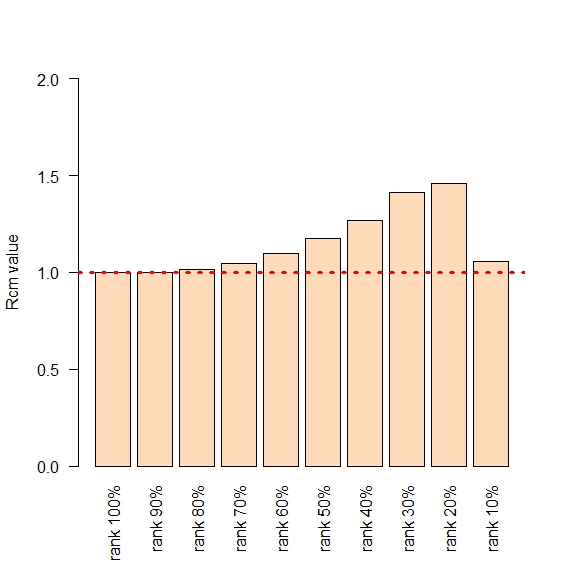 2.0
1.5
1.0
0.5
0.0
Rcm value
rank 100%
rank 90%
rank 80%
rank 70%
rank 60%
rank 50%
rank 40%
rank 30%
rank 20%
rank 10%